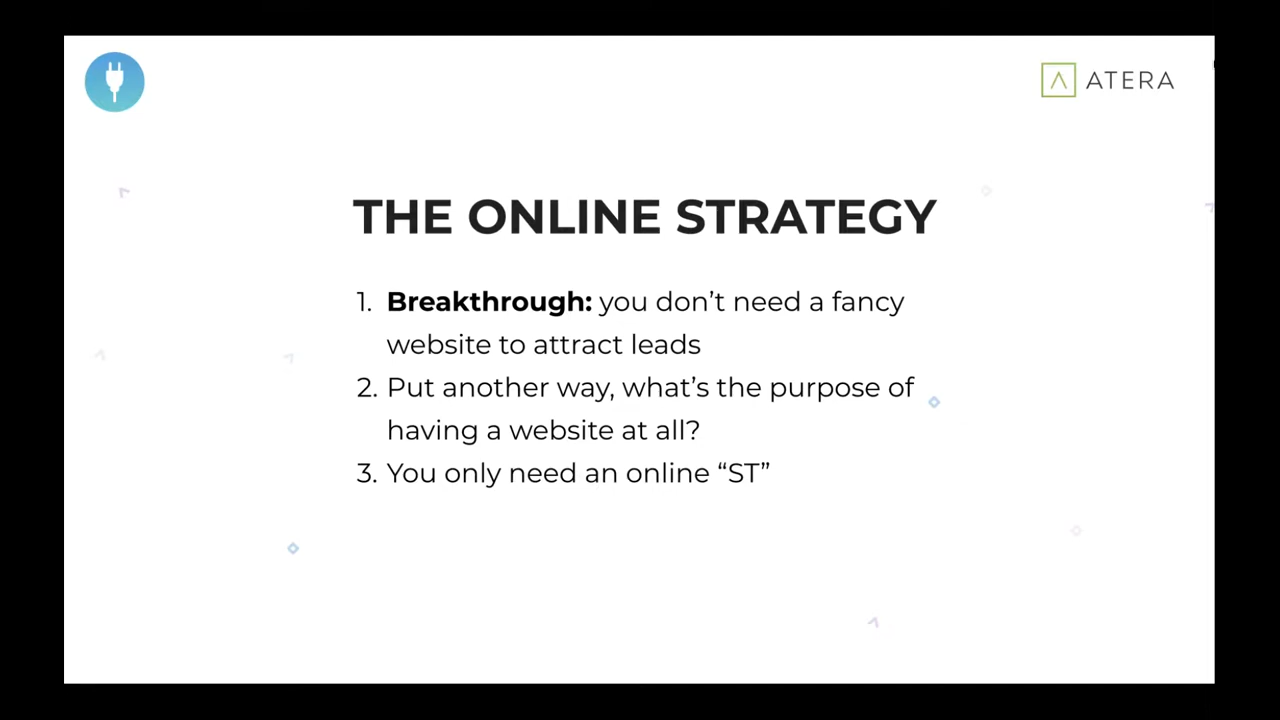 ATERA
THE ONLINE STRATEGY
1. Breakthrough: you don’t need a fancy
website to attract leads
2. Put another way, what’s the purpose of
having a website at all?
3. You only need an online “ST”